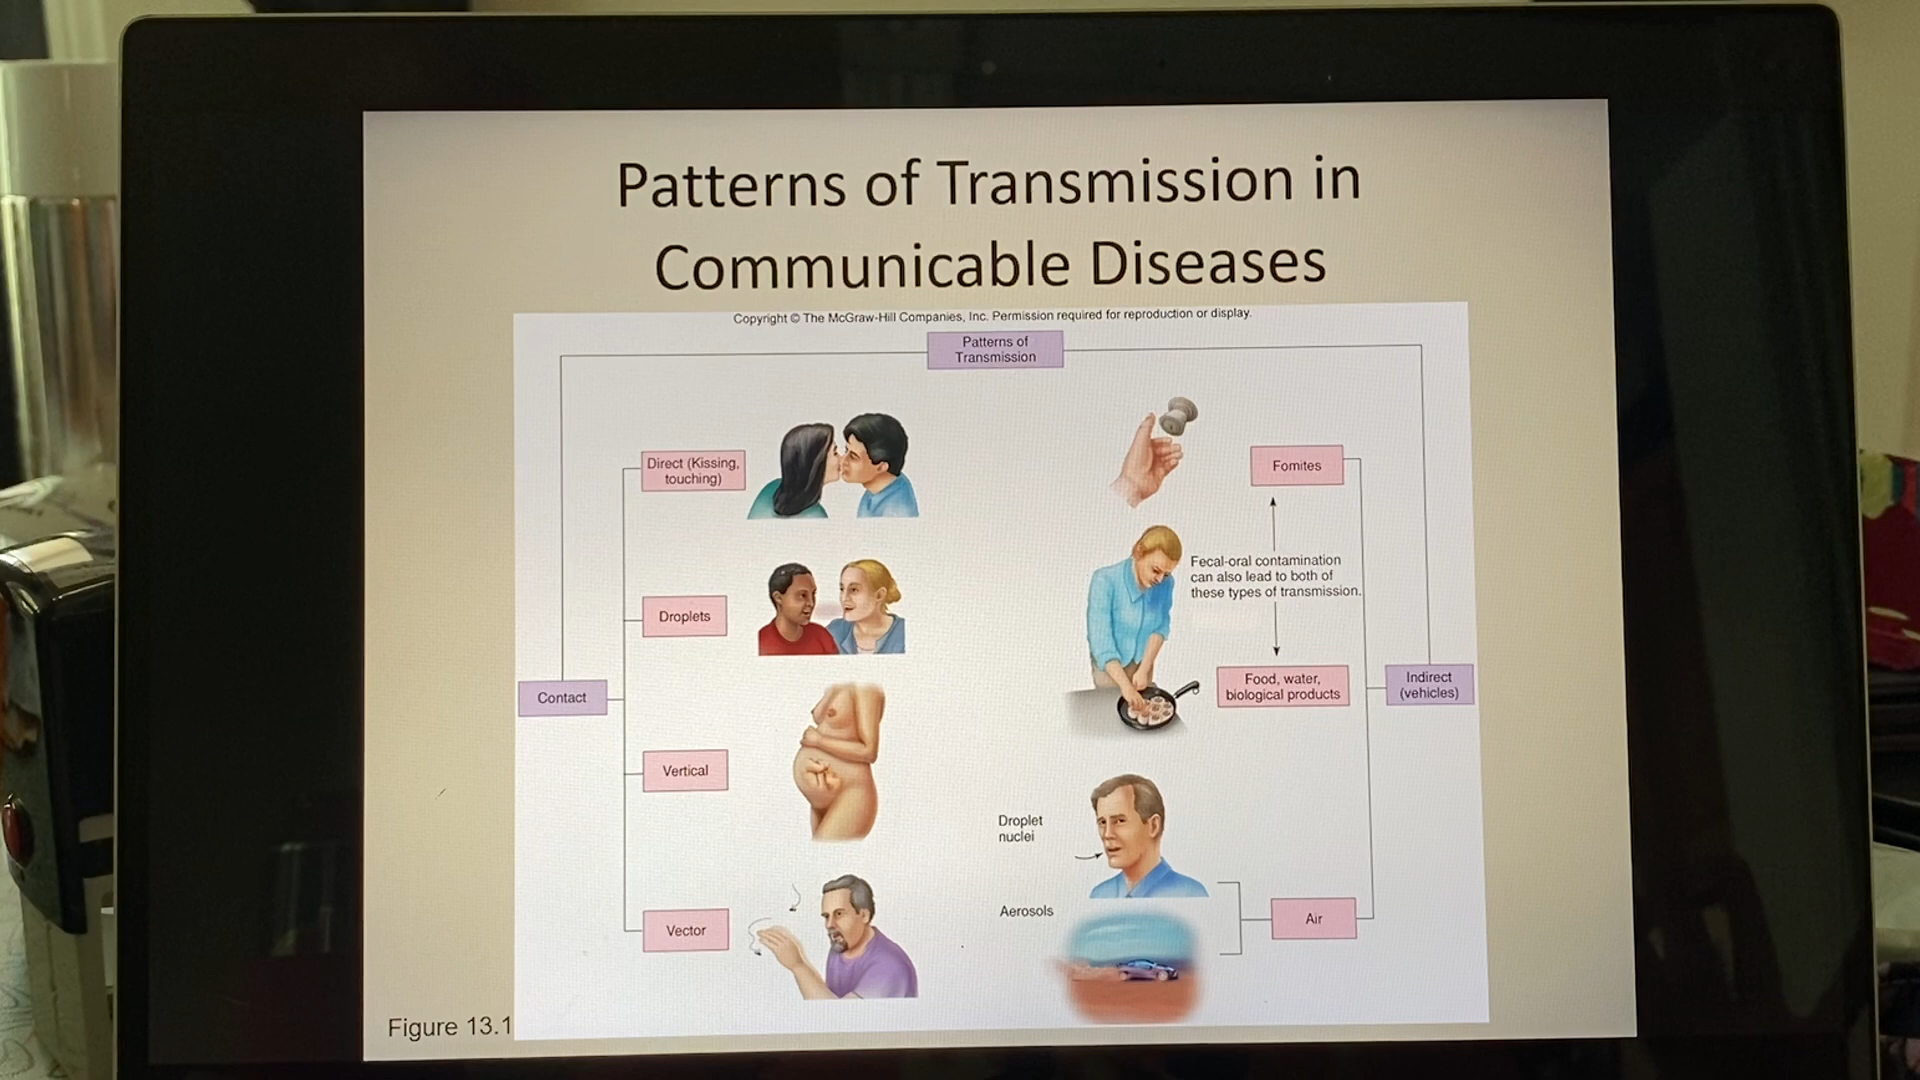 Patterns of Transmission in
Communicable Diseases
Copyright © The McGraw-Hill Companies, Inc. Permission required for reproduction or display.
Patterns of
Transmission
Direct (Kissing,
touching)
Fomites
Fecal-oral contamination
can also lead to both of
these types of transmission.
Droplets
Contact
Food, water,
biological products
Indirect
(vehicles)
Vertical
Droplet
nuclei
Aerosols
Air
Vector
Figure 13.1